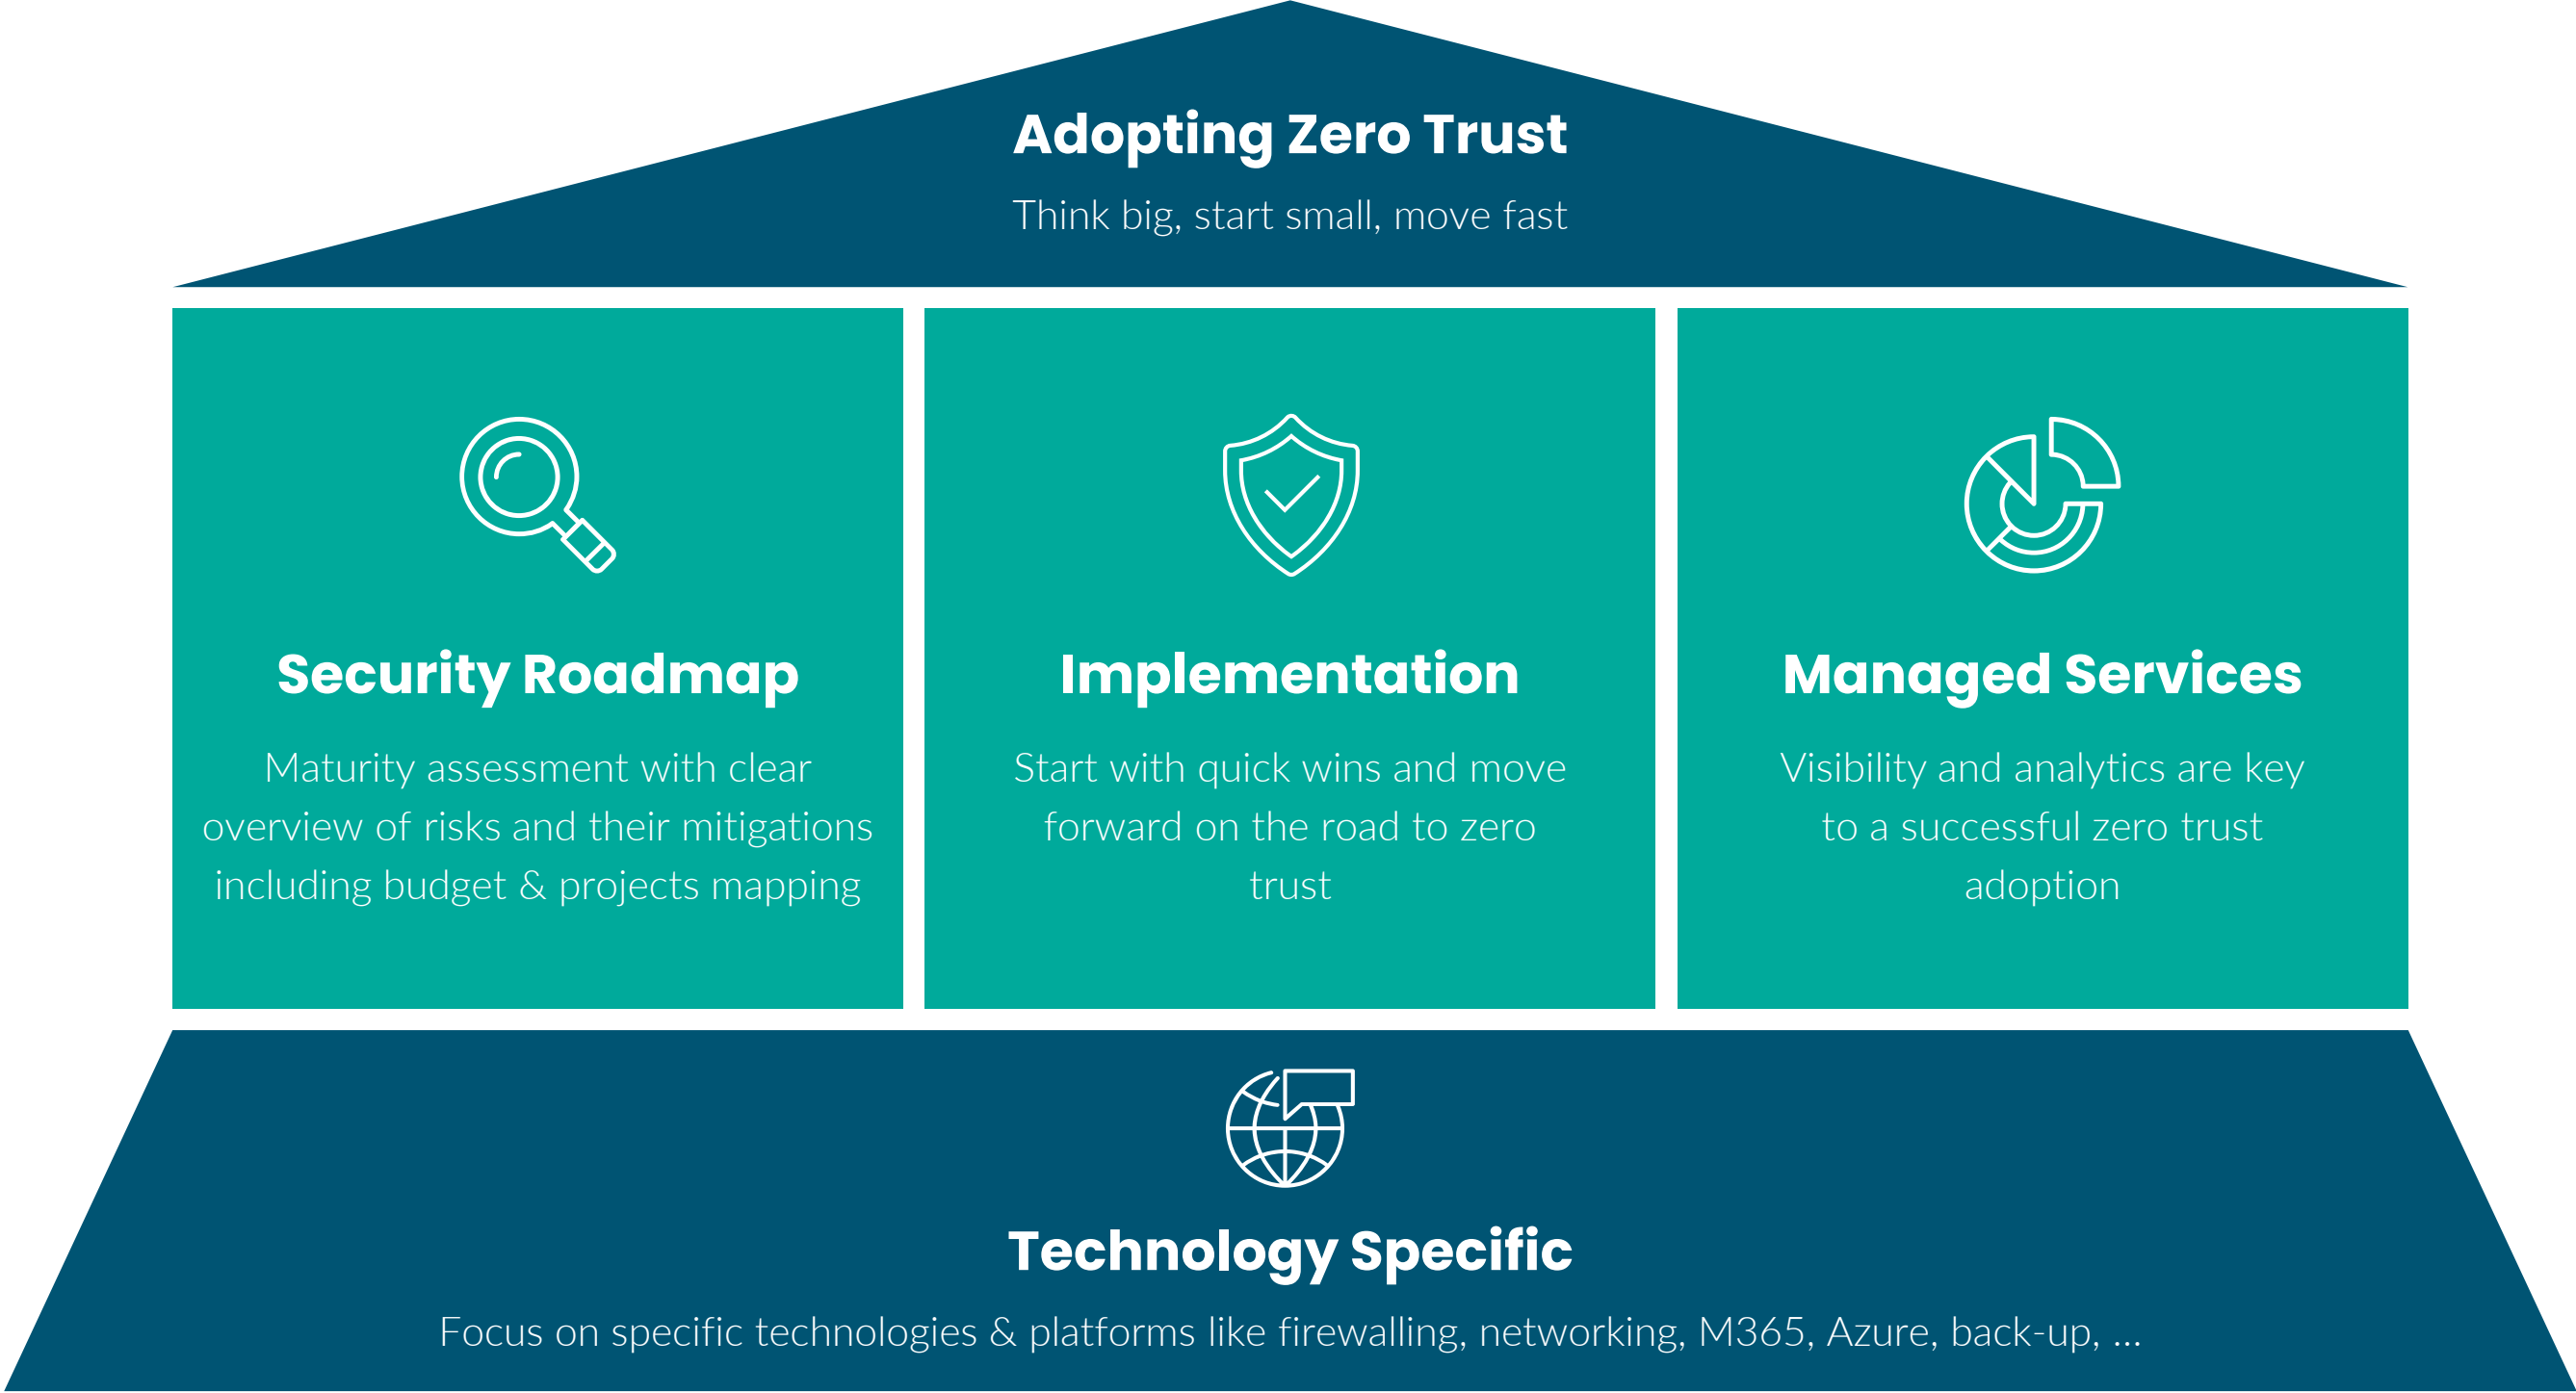 Adopting Zero Trust
Think big, start small, move fast
Security Roadmap
Maturity assessment with clear
overview of risks and their mitigations
including budget & projects mapping
Implementation
Start with quick wins and move
forward on the road to zero
trust
Managed Services
Visibility and analytics are key
to a successful zero trust
adoption
Technology Specific
Focus on specific technologies & platforms like firewalling, networking, M365, Azure, back-up, ...